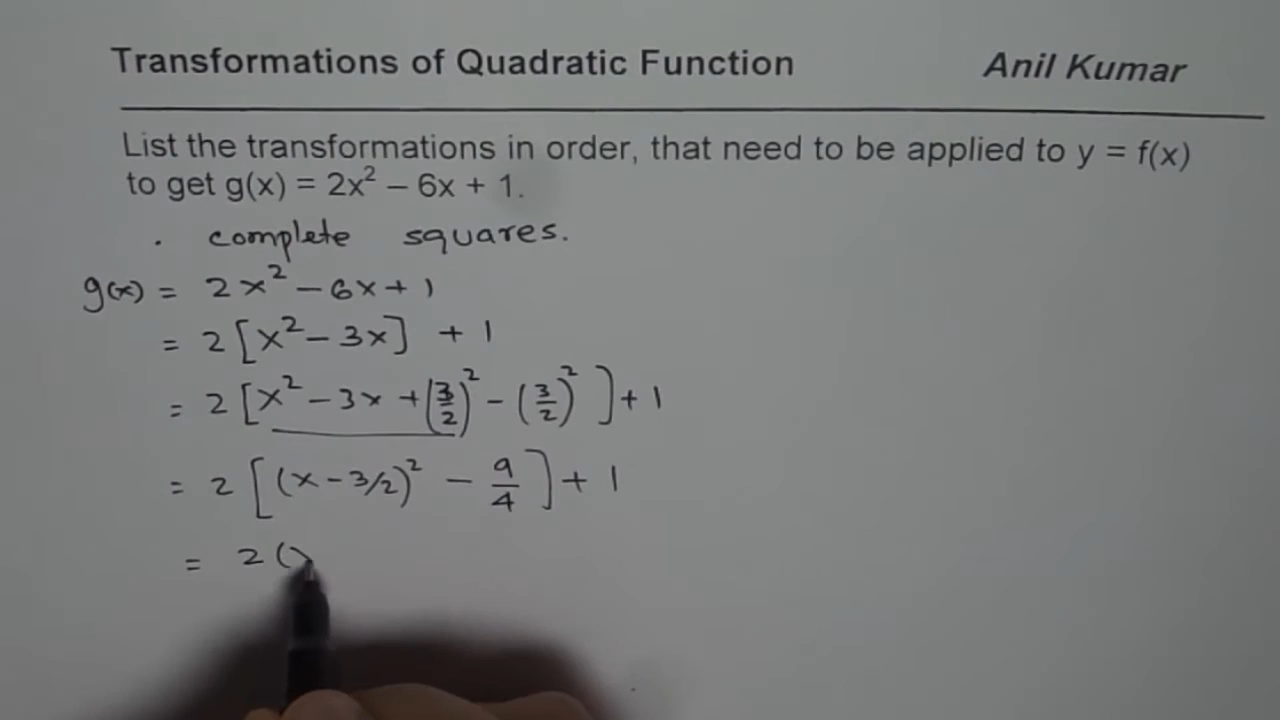 Transformations of Quadratic Function Anil Kumar
List the transformations in order, that need to be applied to y = f(x)
to get g(x) = 2x² – 6x + 1.
. complete squares.
g(x) = 2x² – 6x + 1
= 2 [x² – 3x] + 1
= 2 [x² – 3x + (3/2)² – (3/2)²] + 1
= 2 [(x – 3/2)² – 9/4] + 1
= 2 (